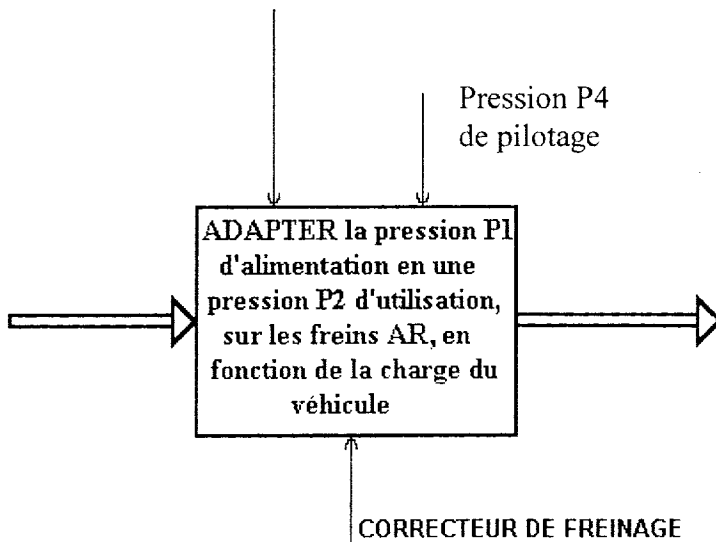 Pression P4
de pilotage
ADAPTER la pression P1
d'alimentation en une
pression P2 d'utilisation,
sur les freins AR, en
fonction de la charge du
véhicule
CORRECTEUR DE FREINAGE